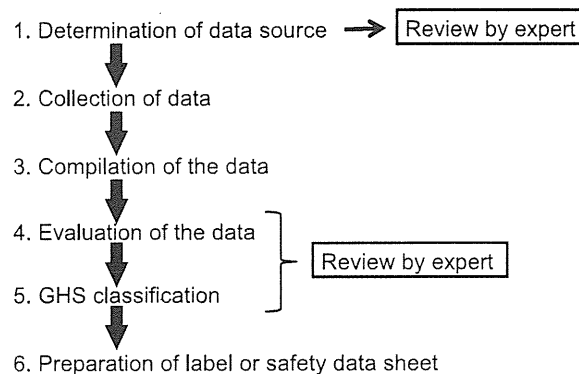 1. Determination of data source
Review by expert
2. Collection of data
3. Compilation of the data
4. Evaluation of the data
Review by expert
5. GHS classification
6. Preparation of label or safety data sheet